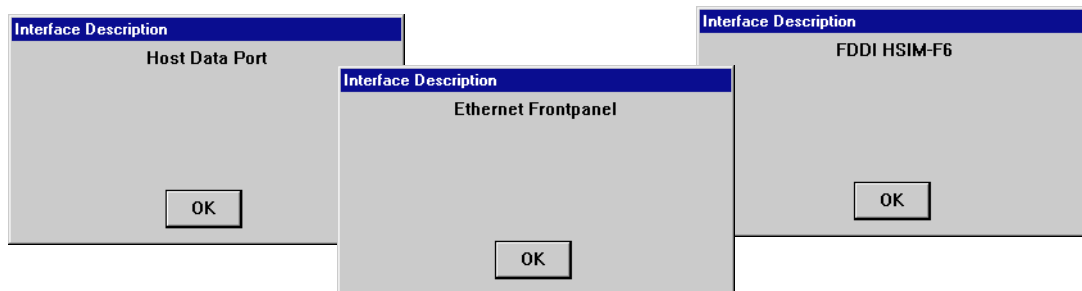 Interface Description
Host Data Port
OK
Interface Description
Ethernet Frontpanel
OK
Interface Description
FDDI HSIM-F6
OK